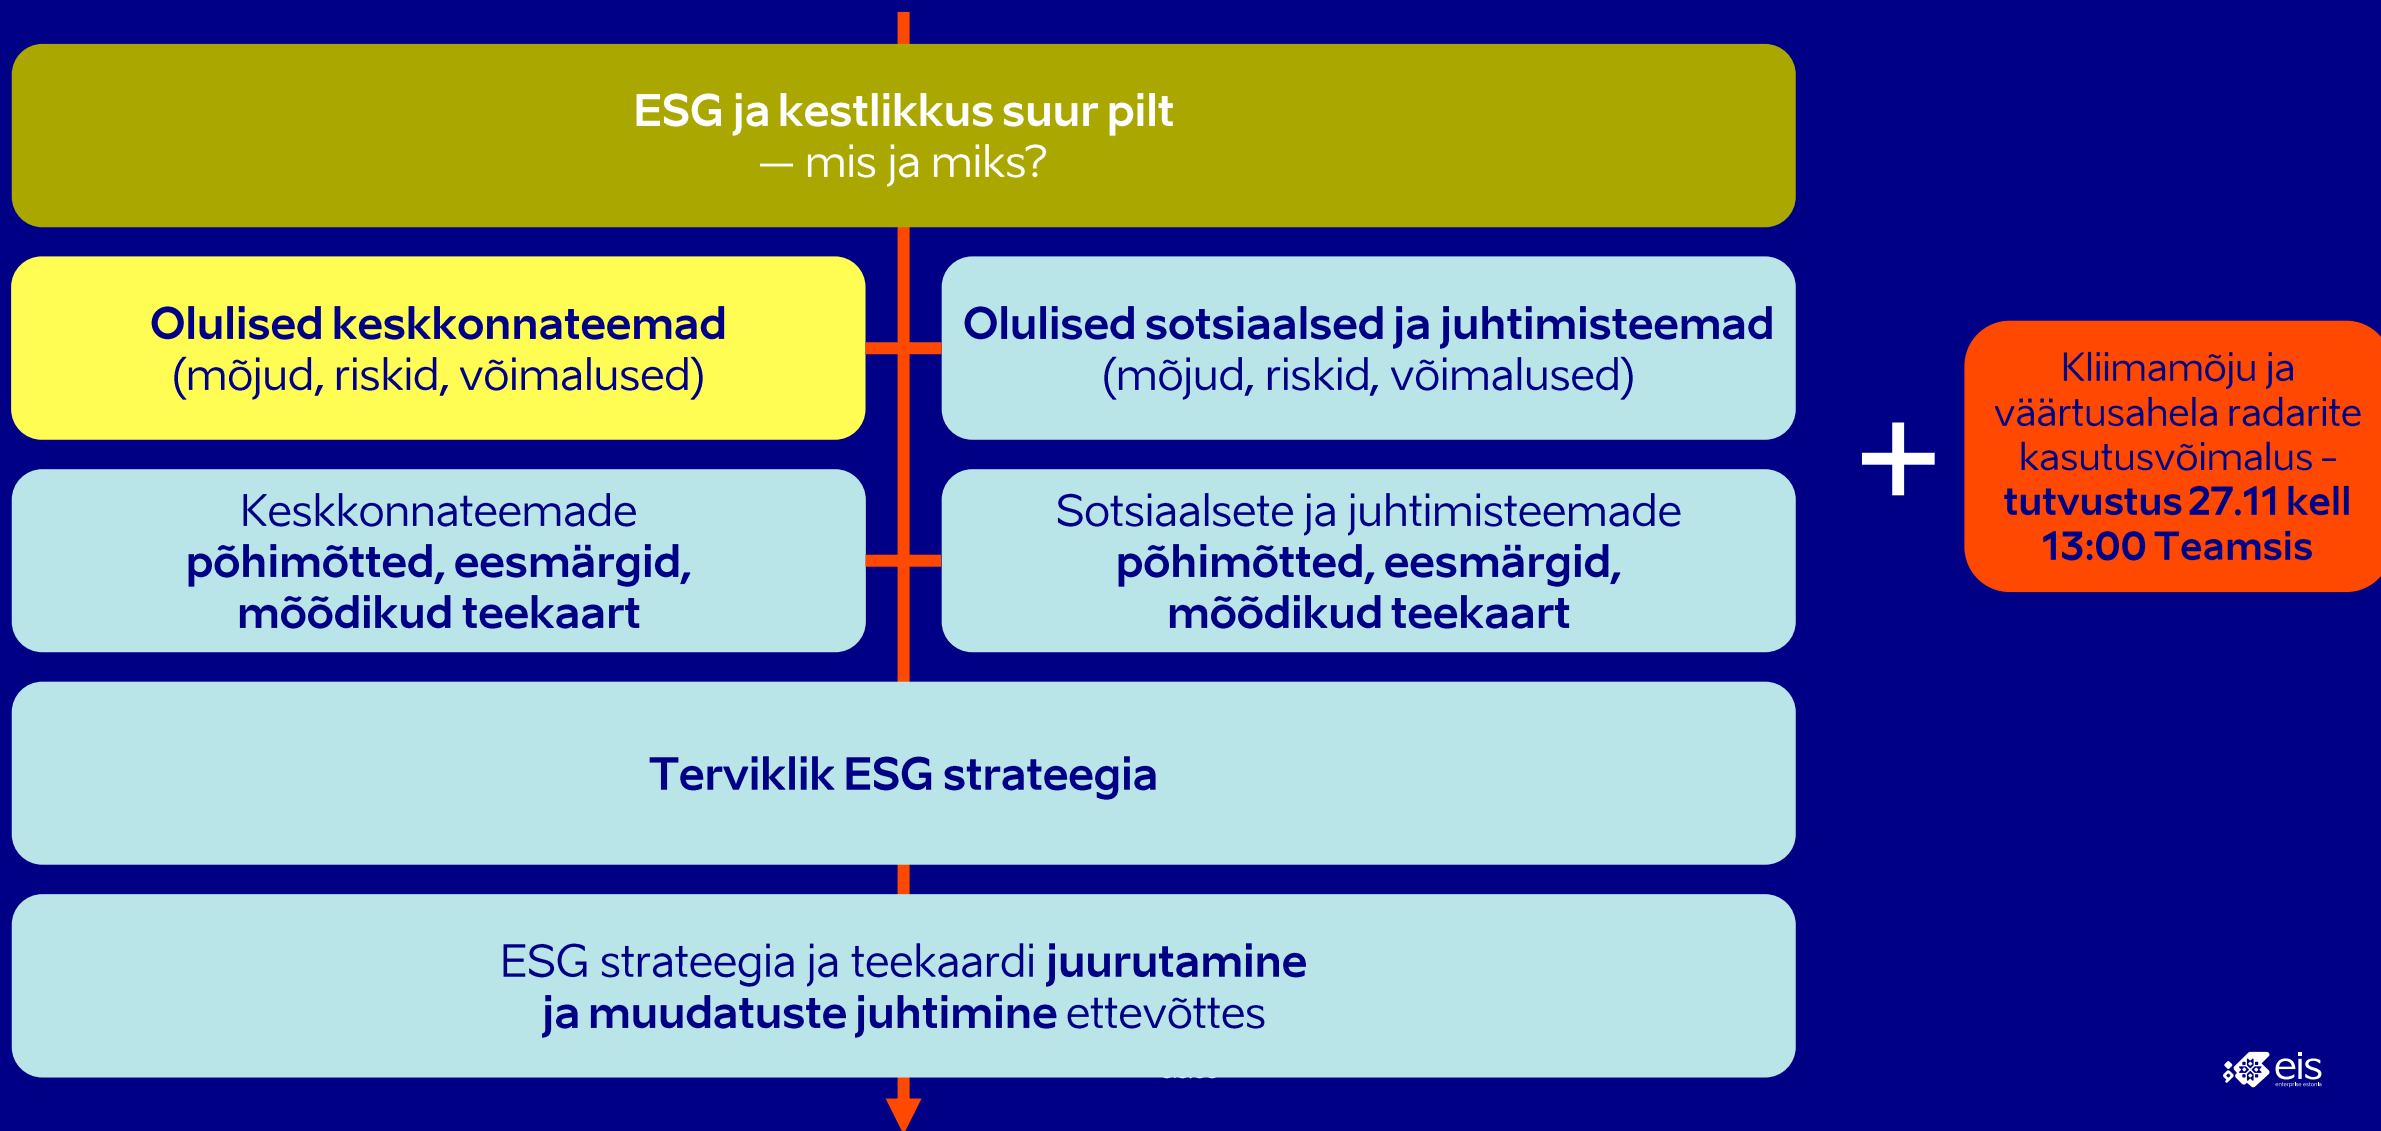 ESG ja kestlikkus suur pilt
— mis ja miks?
Olulised keskkonnateemad
(mõjud, riskid, võimalused)
Olulised sotsiaalsed ja juhtimisteemad
(mõjud, riskid, võimalused)
Keskkonnateemade
põhimõtted, eesmärgid,
mõõdikud teekaart
Sotsiaalsete ja juhtimisteemade
põhimõtted, eesmärgid,
mõõdikud teekaart
+
Kliimamõju ja
väärtusahela radarite
kasutusvõimalus -
tutvustus 27.11 kell
13:00 Teamsis
Terviklik ESG strateegia
ESG strateegia ja teekaardi juurutamine
ja muudatuste juhtimine ettevõttes
eis
enterprise estonia